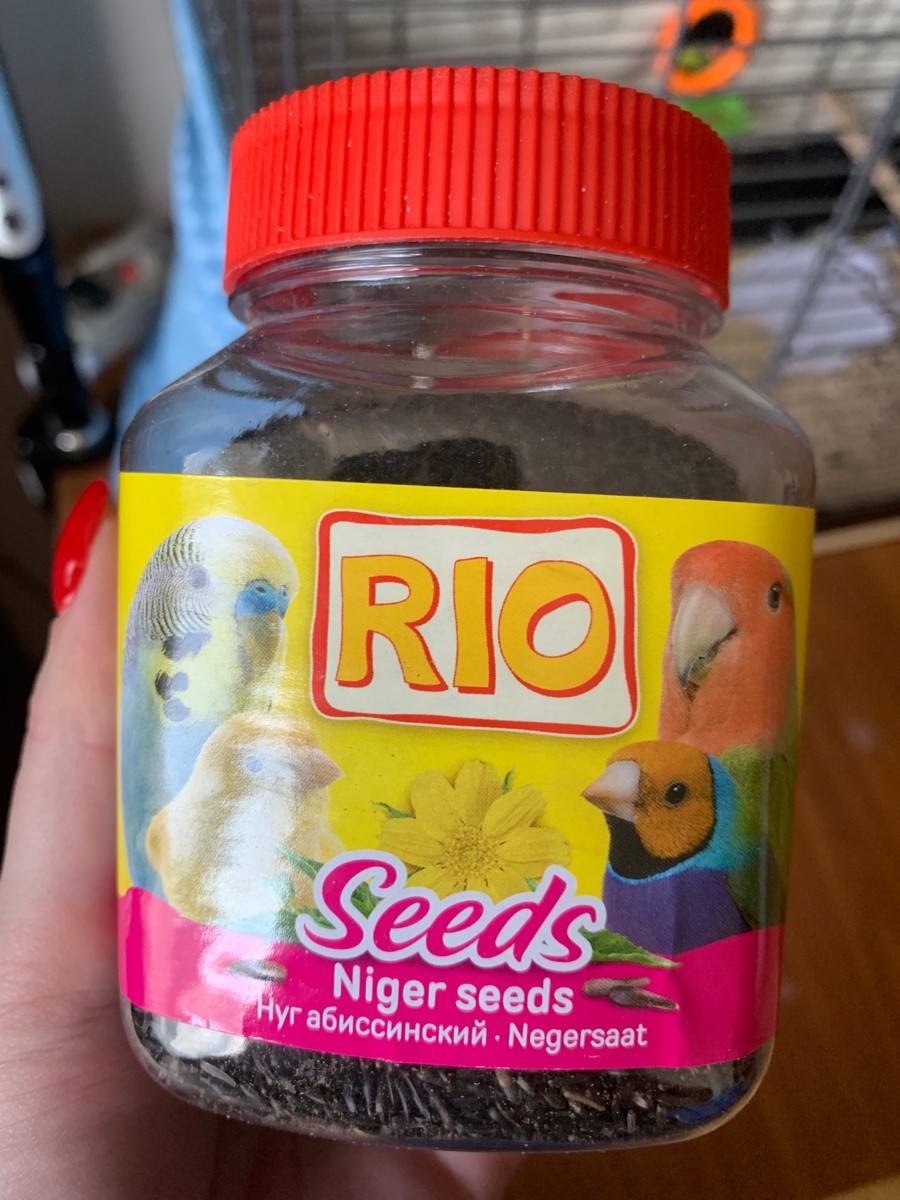 RIO
Seeds
Niger seeds
Нуг абиссинский · Negersaat